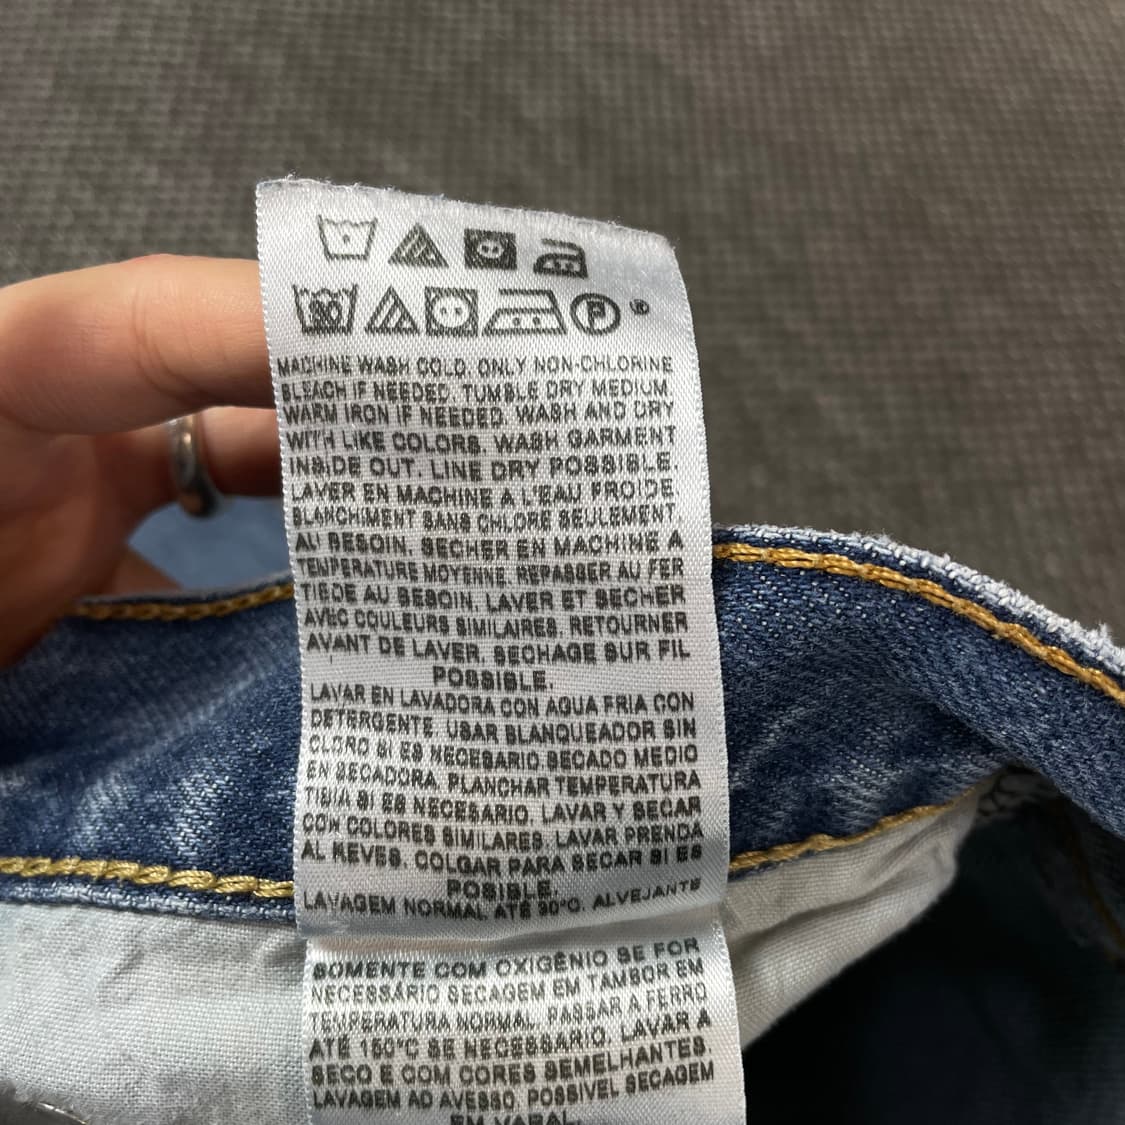 P ®
MACHINE WASH COLD. ONLY NON-CHLORINE
BLEACH IF NEEDED. TUMBLE DRY MEDIUM.
WARM IRON IF NEEDED. WASH AND DRY
WITH LIKE COLORS. WASH GARMENT
INSIDE OUT. LINE DRY POSSIBLE.
LAVER EN MACHINE A L'EAU FROIDE.
BLANCHIMENT SANS CHLORE SEULEMENT
AU BESOIN. SECHER EN MACHINE A
TEMPERATURE MOYENNE. REPASSER AU FER
TIEDE AU BESOIN. LAVER ET SECHER
AVEC COULEURS SIMILAIRES. RETOURNER
AVANT DE LAVER. SECHAGE SUR FIL
POSSIBLE.
LAVAR EN LAVADORA CON AGUA FRIA CON
DETERGENTE. USAR BLANQUEADOR SIN
CLORO SI ES NECESARIO. SECADO MEDIO
EN SECADORA. PLANCHAR TEMPERATURA
TIBIA SI ES NECESARIO. LAVAR Y SECAR
CON COLORES SIMILARES. LAVAR PRENDA
AL REVES. COLGAR PARA SECAR SI ES
POSIBLE.
LAVAGEM NORMAL ATÉ 30°C. ALVEJANTE
SOMENTE COM OXIGÊNIO SE FOR
NECESSÁRIO SECAGEM EM TAMBOR EM
TEMPERATURA NORMAL. PASSAR A FERRO
ATÉ 150°C SE NECESSARIO. LAVAR A
SECO E COM CORES SEMELHANTES.
LAVAGEM AO AVESSO. POSSIVEL SECAGEM
EM VARAL.